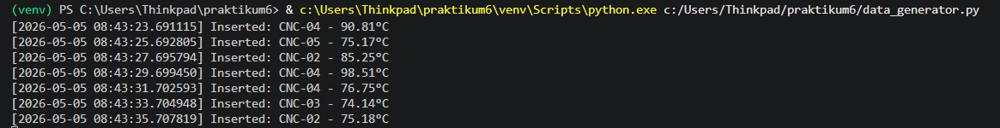 (venv) PS C:\Users\Thinkpad\praktikum6> & c:\Users\Thinkpad\praktikum6\venv\Scripts\python.exe c:/Users/Thinkpad/praktikum6/data_generator.py
[2026-05-05 08:43:23.691115] Inserted: CNC-04 - 90.81°C
[2026-05-05 08:43:25.692805] Inserted: CNC-05 - 75.17°C
[2026-05-05 08:43:27.695794] Inserted: CNC-02 - 85.25°C
[2026-05-05 08:43:29.699450] Inserted: CNC-04 - 98.51°C
[2026-05-05 08:43:31.702593] Inserted: CNC-04 - 76.75°C
[2026-05-05 08:43:33.704948] Inserted: CNC-03 - 74.14°C
[2026-05-05 08:43:35.707819] Inserted: CNC-02 - 75.18°C